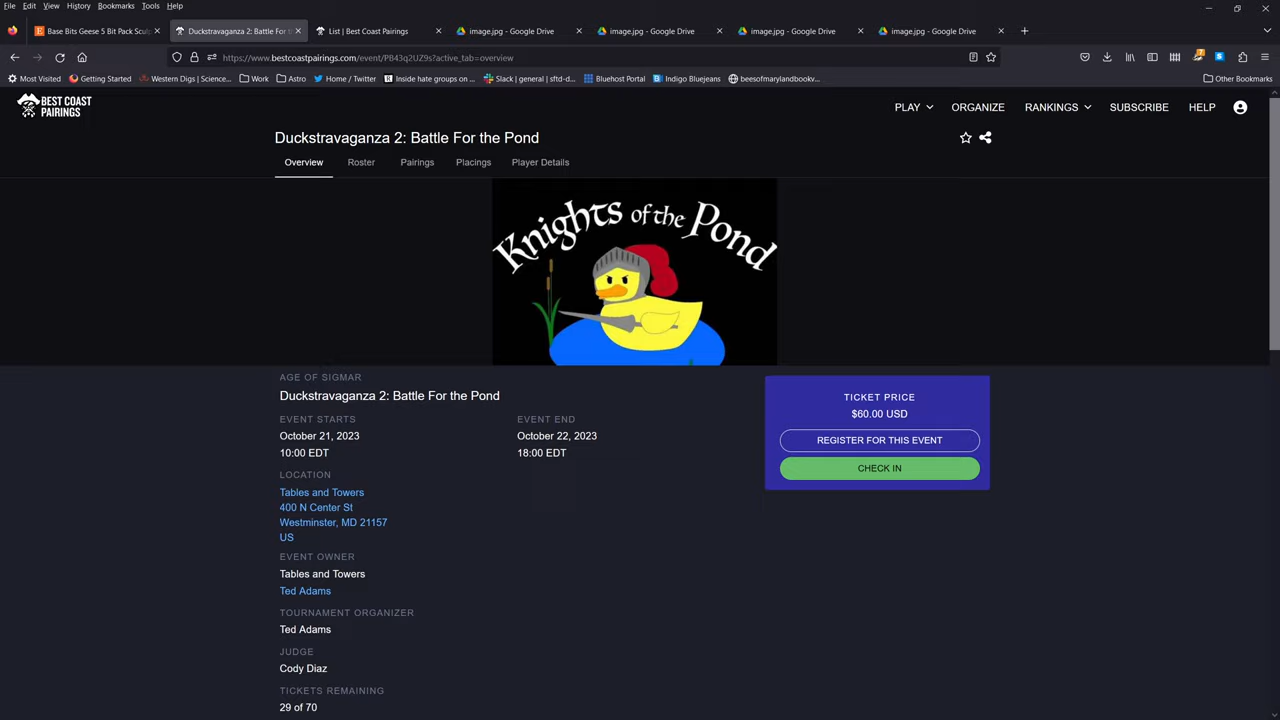 File Edit View History Bookmarks Tools Help
Base Bits Geese 5 Bit Pack Sculp
Duckstravaganza 2: Battle For th
List | Best Coast Pairings
image.jpg - Google Drive
image.jpg - Google Drive
image.jpg - Google Drive
image.jpg - Google Drive
https://www.bestcoastpairings.com/event/PB43q2UZ9s?active_tab=overview
Most Visited Getting Started Western Digs | Science... Work Astro Home / Twitter Inside hate groups on ... Slack | general | sftd-d... Bluehost Portal Indigo Bluejeans beesofmarylandbookv... Other Bookmarks
BEST COAST
PAIRINGS
PLAY ORGANIZE RANKINGS SUBSCRIBE HELP
Duckstravaganza 2: Battle For the Pond
Overview Roster Pairings Placings Player Details
Knights of the Pond
AGE OF SIGMAR
Duckstravaganza 2: Battle For the Pond
EVENT STARTS
October 21, 2023
10:00 EDT
EVENT END
October 22, 2023
18:00 EDT
LOCATION
Tables and Towers
400 N Center St
Westminster, MD 21157
US
EVENT OWNER
Tables and Towers
Ted Adams
TOURNAMENT ORGANIZER
Ted Adams
JUDGE
Cody Diaz
TICKETS REMAINING
29 of 70
TICKET PRICE
$60.00 USD
REGISTER FOR THIS EVENT
CHECK IN